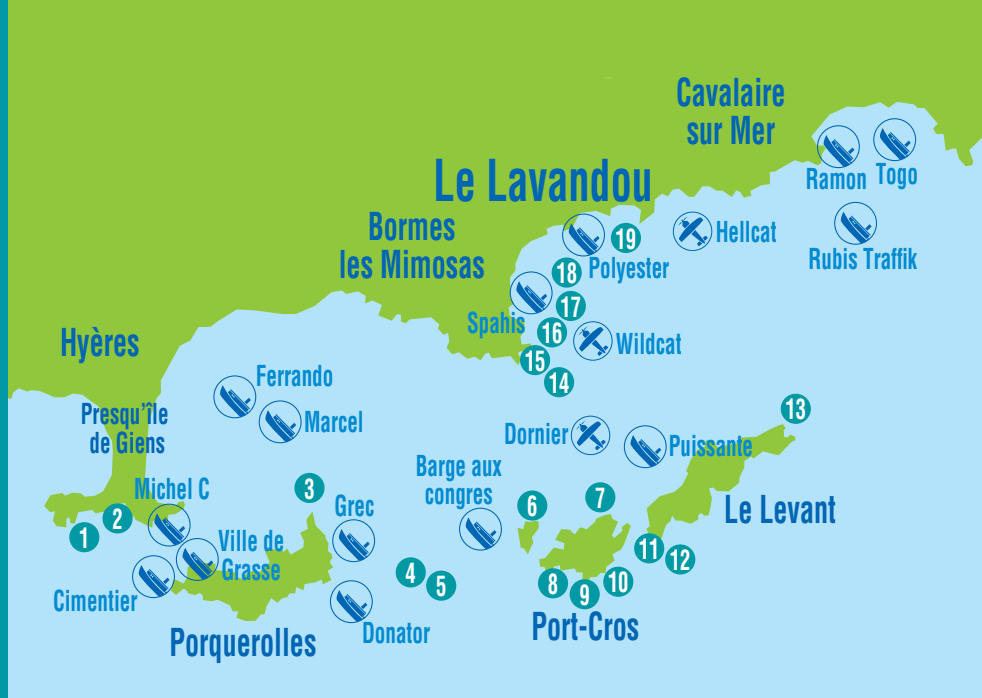 Cavalaire
sur Mer
Ramon
Togo
Le Lavandou
Bormes
les Mimosas
19
Hellcat
Rubis Traffik
Polyester
18
17
Spahis
16
Wildcat
15
14
Hyères
Ferrando
Presqu'île
de Giens
Marcel
13
Dornier
Puissante
Barge aux
congres
Michel C
3
Grec
6
7
Le Levant
1
2
Ville de
Grasse
11
12
Cimentier
4
5
8
9
10
Porquerolles
Donator
Port-Cros